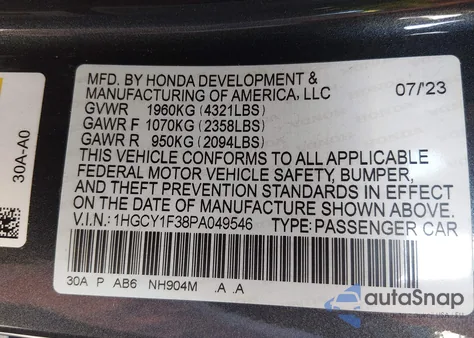 MFD. BY HONDA DEVELOPMENT &
MANUFACTURING OF AMERICA, LLC 07/'23
GVWR 1960KG (4321LBS)
GAWR F 1070KG (2358LBS)
GAWR R 950KG (2094LBS)
THIS VEHICLE CONFORMS TO ALL APPLICABLE
FEDERAL MOTOR VEHICLE SAFETY, BUMPER,
AND THEFT PREVENTION STANDARDS IN EFFECT
ON THE DATE OF MANUFACTURE SHOWN ABOVE.
V.I.N.: 1HGCY1F38PA049546 TYPE: PASSENGER CAR
30A P AB6 NH904M .A .A
30A-A0
autoSnap